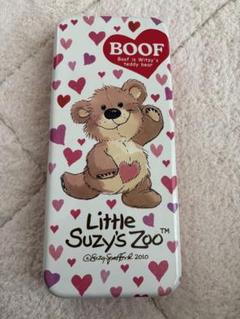 BOOF
Boof is Witzy's
teddy bear
Little
Suzy's Zoo™
©Suzy Spafford 2010